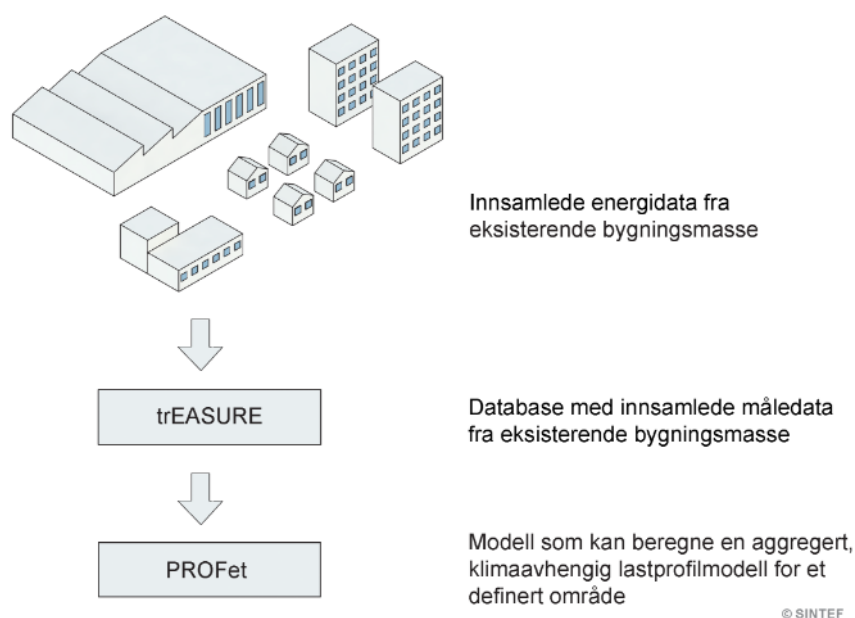 Innsamlede energidata fra
eksisterende bygningsmasse
trEASURE
Database med innsamlede måledata
fra eksisterende bygningsmasse
PROFet
Modell som kan beregne en aggregert,
klimaavhengig lastprofilmodell for et
definert område
© SINTEF